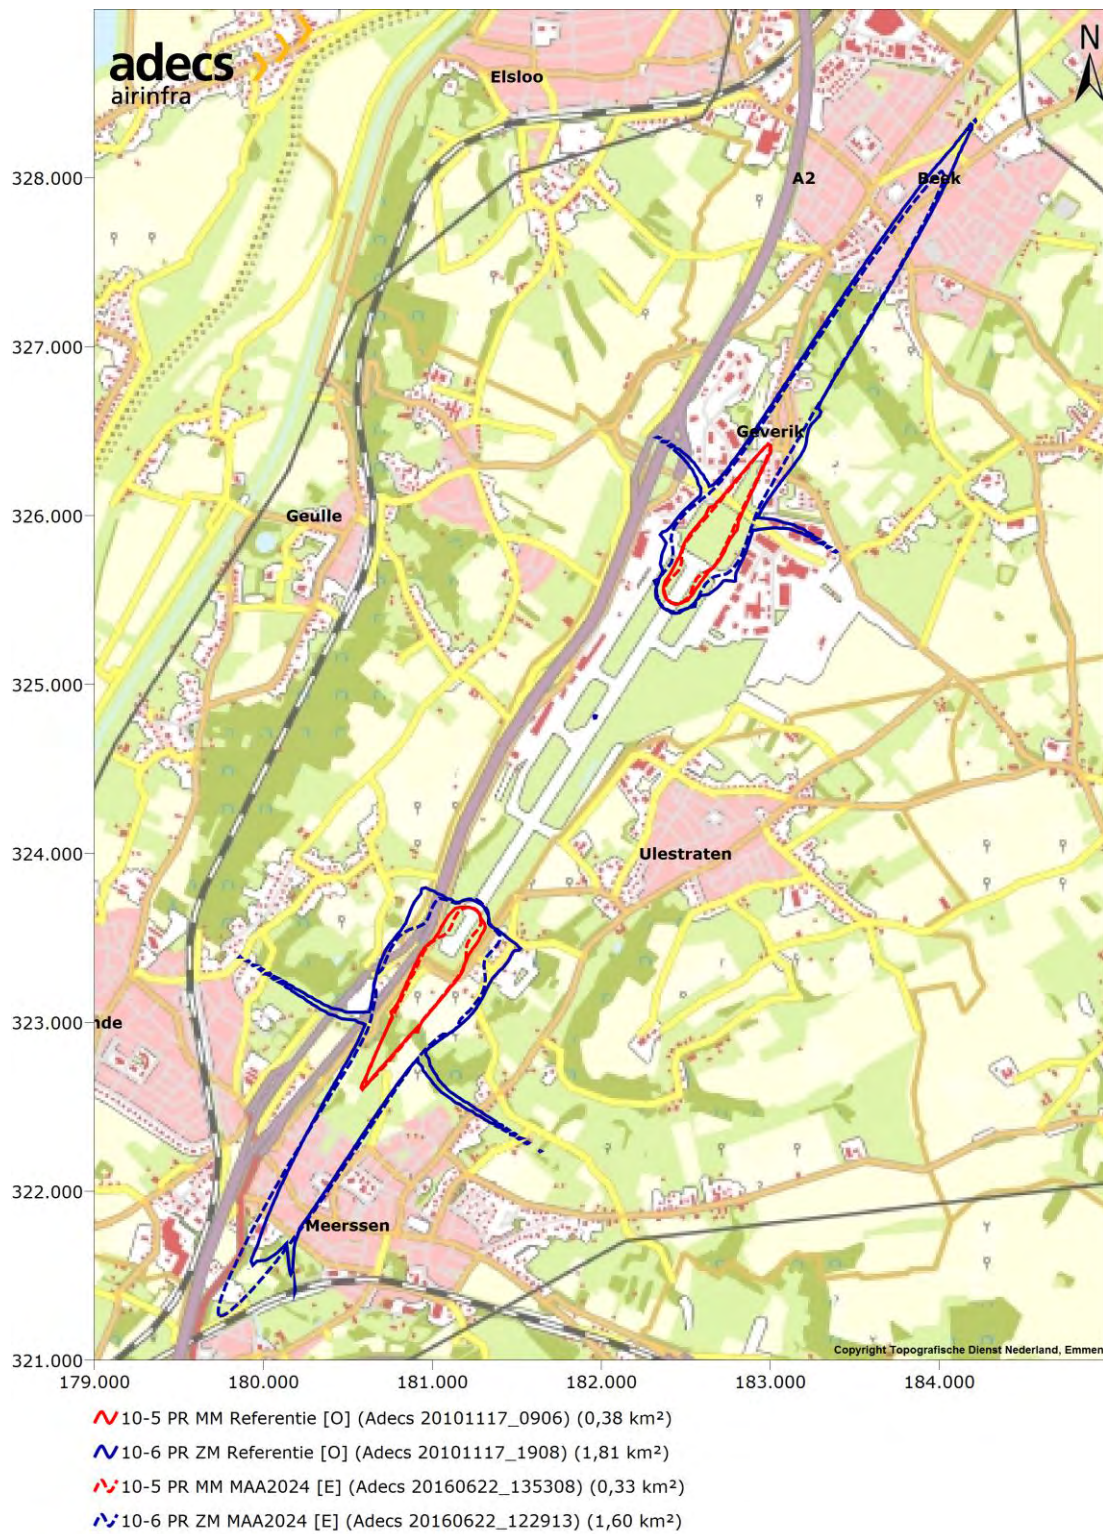 adecs
airinfra
N
Elsloo
328.000
A2
Beek
327.000
Geverik
326.000
Geulle
325.000
324.000
Ulestraten
323.000
nde
322.000
Meerssen
321.000
Copyright Topografische Dienst Nederland, Emmen
179.000 180.000 181.000 182.000 183.000 184.000
10-5 PR MM Referentie [O] (Adecs 20101117_0906) (0,38 km²)
10-6 PR ZM Referentie [O] (Adecs 20101117_1908) (1,81 km²)
10-5 PR MM MAA2024 [E] (Adecs 20160622_135308) (0,33 km²)
10-6 PR ZM MAA2024 [E] (Adecs 20160622_122913) (1,60 km²)